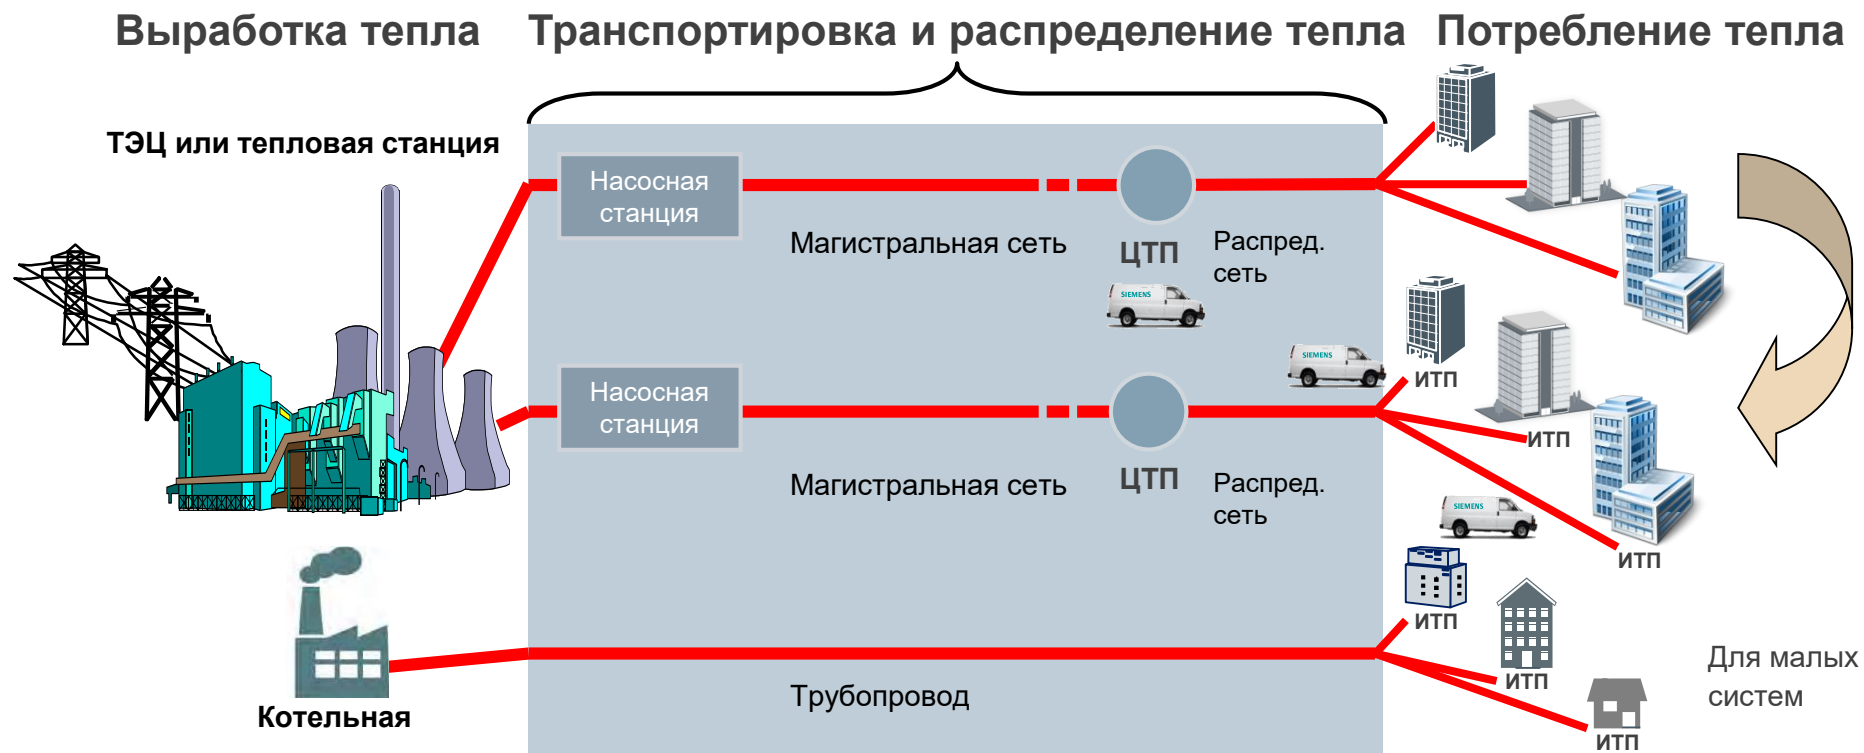 Выработка тепла
Транспортировка и распределение тепла
Потребление тепла
ТЭЦ или тепловая станция
Насосная
станция
Магистральная сеть
ЦТП
Распред.
сеть
SIEMENS
SIEMENS
ИТП
Насосная
станция
Магистральная сеть
ЦТП
Распред.
сеть
ИТП
SIEMENS
ИТП
ИТП
ИТП
ИТП
Котельная
Трубопровод
Для малых
систем